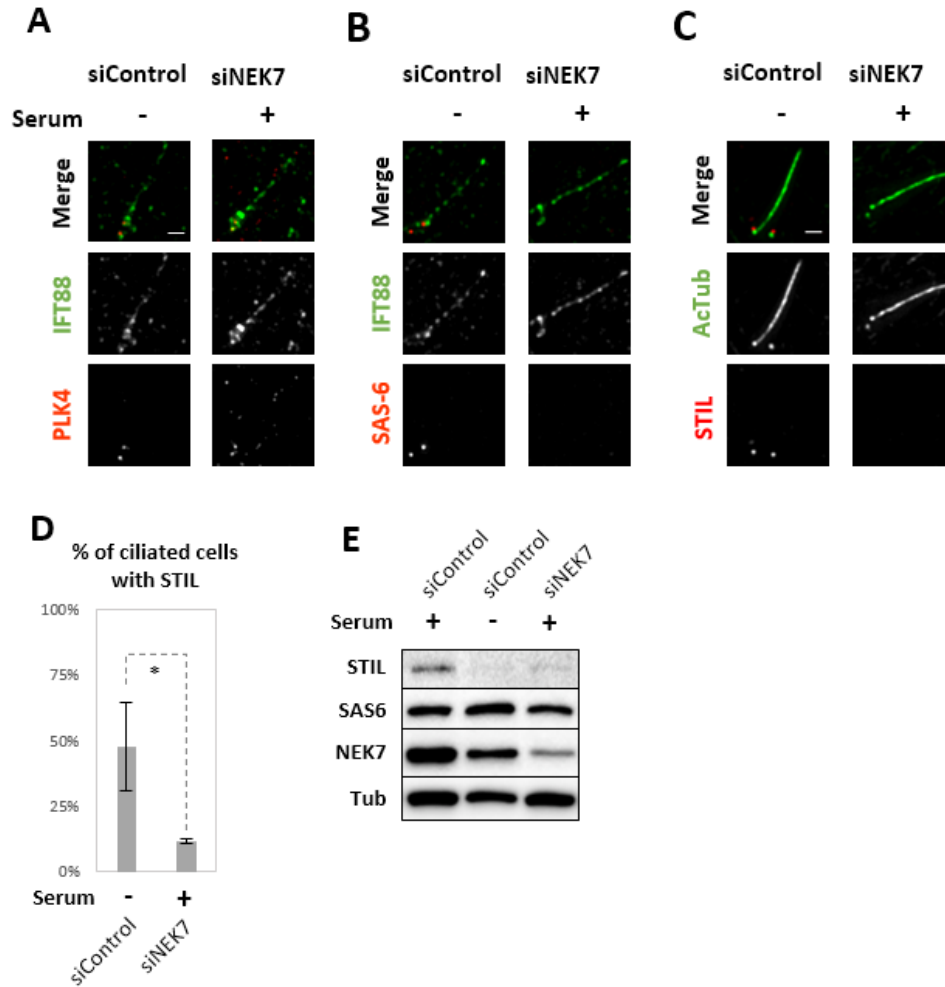 A
siControl siNEK7
Serum - +
Merge
IFT88
PLK4
B
siControl siNEK7
- +
Merge
IFT88
SAS-6
C
siControl siNEK7
- +
Merge
AcTub
STIL
D
% of ciliated cells
with STIL
100%
75%
50%
25%
0%
*
Serum - +
siControl siNEK7
E
siControl siControl siNEK7
Serum + - +
STIL
SAS6
NEK7
Tub